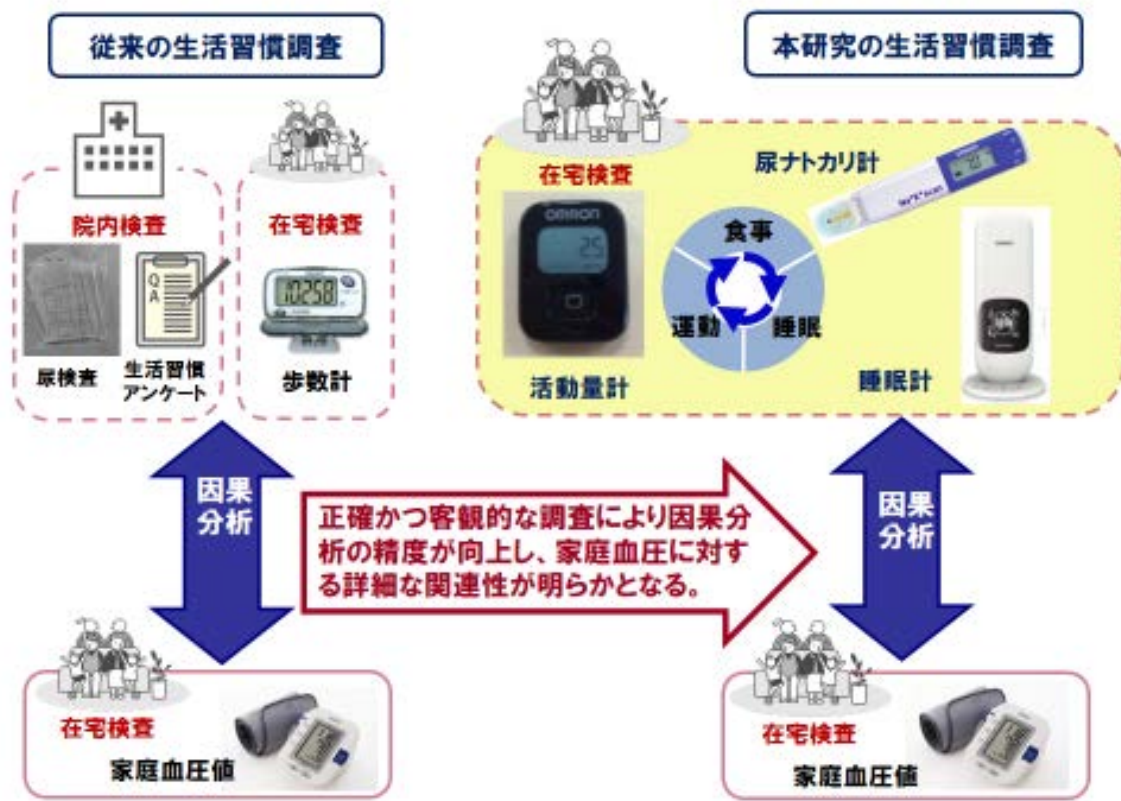 従来の生活習慣調査
院内検査
尿検査
Q
A
生活習慣
アンケート
在宅検査
10258
歩数計
因果
分析
在宅検査
家庭血圧値
正確かつ客観的な調査により因果分
析の精度が向上し、家庭血圧に対す
る詳細な関連性が明らかとなる。
本研究の生活習慣調査
在宅検査
尿ナトカリ計
OMRON
活動量計
食事
運動
睡眠
睡眠計
因果
分析
在宅検査
家庭血圧値